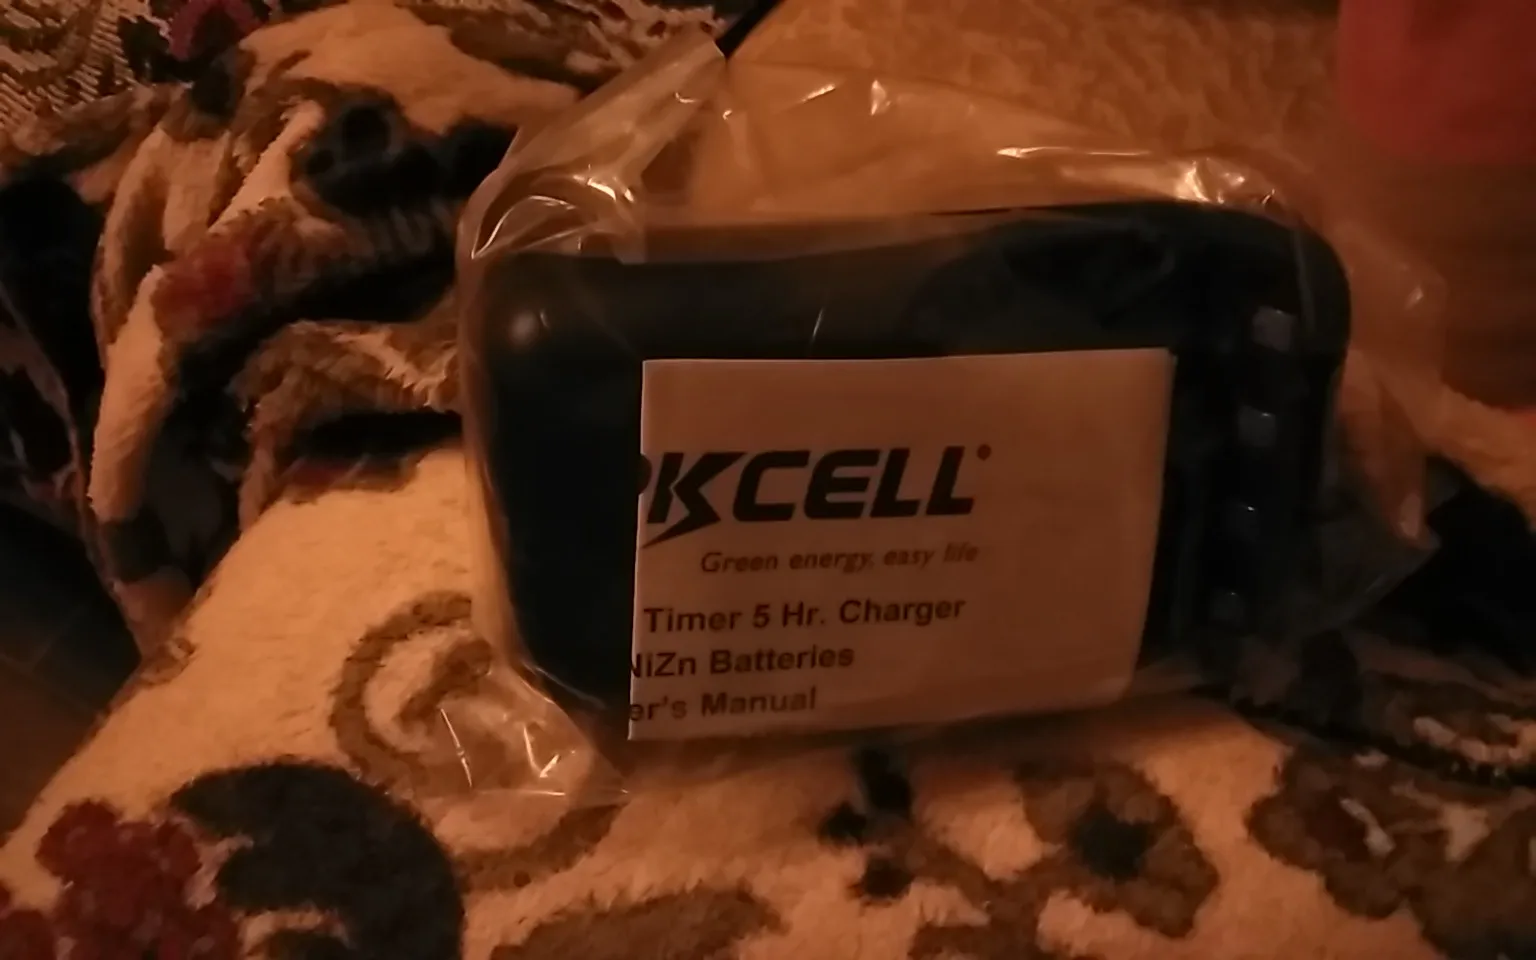 PKCELL
Green energy, easy life
Timer 5 Hr. Charger
NiZn Batteries
er's Manual